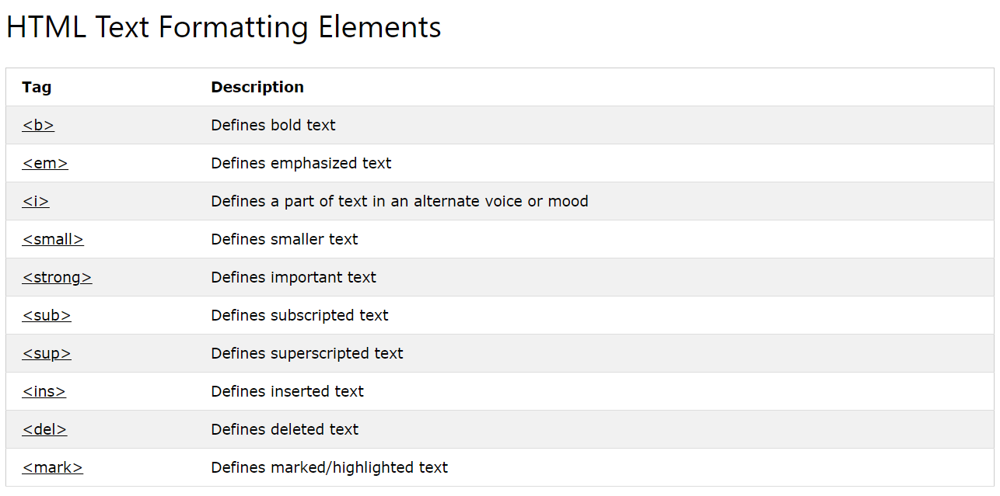 HTML Text Formatting Elements
Tag Description
<b> Defines bold text
<em> Defines emphasized text
<i> Defines a part of text in an alternate voice or mood
<small> Defines smaller text
<strong> Defines important text
<sub> Defines subscripted text
<sup> Defines superscripted text
<ins> Defines inserted text
<del> Defines deleted text
<mark> Defines marked/highlighted text